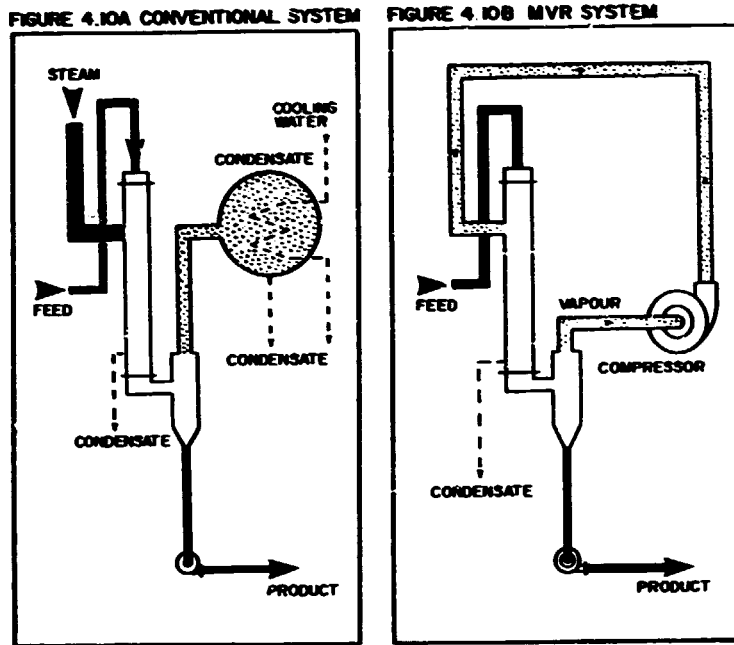 FIGURE 4.10A CONVENTIONAL SYSTEM
STEAM
COOLING
WATER
CONDENSATE
FEED
CONDENSATE
CONDENSATE
PRODUCT
FIGURE 4.10B MVR SYSTEM
FEED
VAPOUR
COMPRESSOR
CONDENSATE
PRODUCT